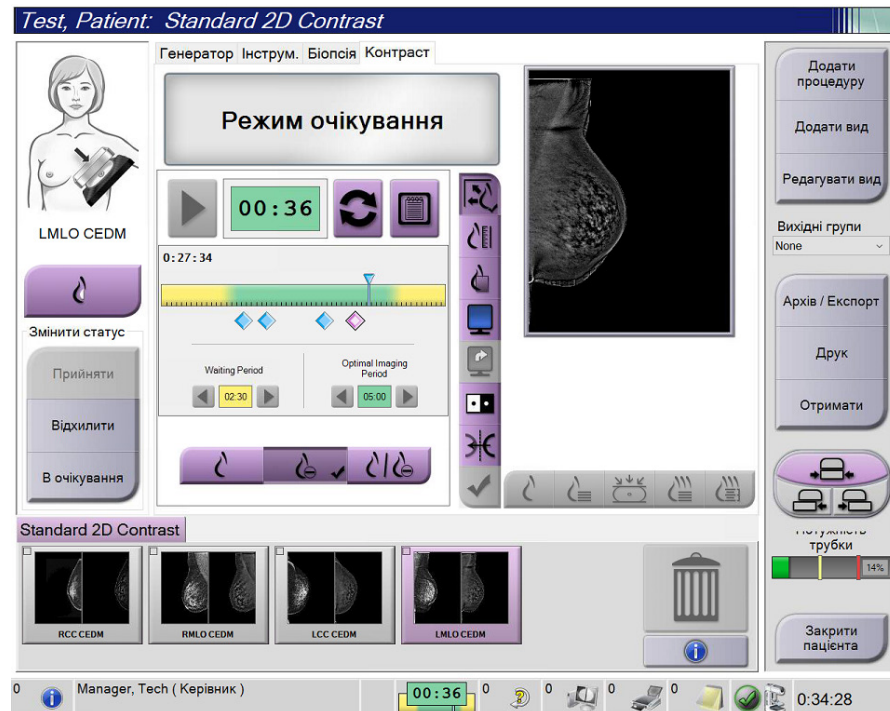 Test, Patient: Standard 2D Contrast
Генератор Інструм. Біопсія Контраст
Режим очікування
00:36
0:27:34
Waiting Period
Optimal Imaging
Period
02:30
05:00
LMLO CEDM
Змінити статус
Прийняти
Відхилити
В очікування
Додати
процедуру
Додати вид
Редагувати вид
Вихідні групи
None
Архів / Експорт
Друк
Отримати
трубки
14%
Закрити
пацієнта
Standard 2D Contrast
RCC CEDM
RMLO CEDM
LCC CEDM
LMLO CEDM
0
Manager, Tech ( Керівник )
00:36
0
0
0
0
0:34:28